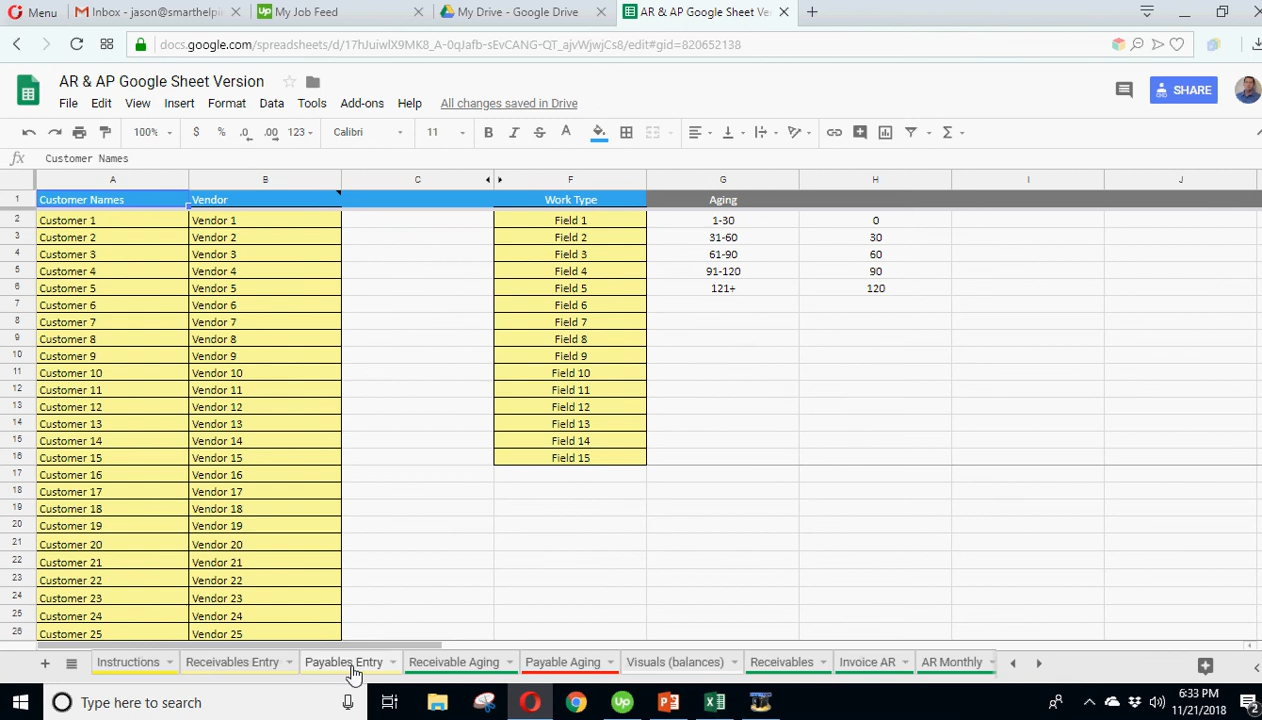 Menu
Inbox - jason@smarthelpin
My Job Feed
My Drive - Google Drive
AR & AP Google Sheet Ve
docs.google.com/spreadsheets/d/17hJuiwlX9MK8_A-0qJafb-sEvCANG-QT_ajvWjwjCs8/edit#gid=820652138
AR & AP Google Sheet Version
File Edit View Insert Format Data Tools Add-ons Help All changes saved in Drive
SHARE
100% $ % .0 .00 123 Calibri 11 B I S A Σ
fx Customer Names
A B C F G H I J
1 Customer Names Vendor Work Type Aging
2 Customer 1 Vendor 1 Field 1 1-30 0
3 Customer 2 Vendor 2 Field 2 31-60 30
4 Customer 3 Vendor 3 Field 3 61-90 60
5 Customer 4 Vendor 4 Field 4 91-120 90
6 Customer 5 Vendor 5 Field 5 121+ 120
7 Customer 6 Vendor 6 Field 6
8 Customer 7 Vendor 7 Field 7
9 Customer 8 Vendor 8 Field 8
10 Customer 9 Vendor 9 Field 9
11 Customer 10 Vendor 10 Field 10
12 Customer 11 Vendor 11 Field 11
13 Customer 12 Vendor 12 Field 12
14 Customer 13 Vendor 13 Field 13
15 Customer 14 Vendor 14 Field 14
16 Customer 15 Vendor 15 Field 15
17 Customer 16 Vendor 16
18 Customer 17 Vendor 17
19 Customer 18 Vendor 18
20 Customer 19 Vendor 19
21 Customer 20 Vendor 20
22 Customer 21 Vendor 21
23 Customer 22 Vendor 22
24 Customer 23 Vendor 23
25 Customer 24 Vendor 24
26 Customer 25 Vendor 25
Instructions Receivables Entry Payables Entry Receivable Aging Payable Aging Visuals (balances) Receivables Invoice AR AR Monthly
Type here to search
6:33 PM
11/21/2018
2